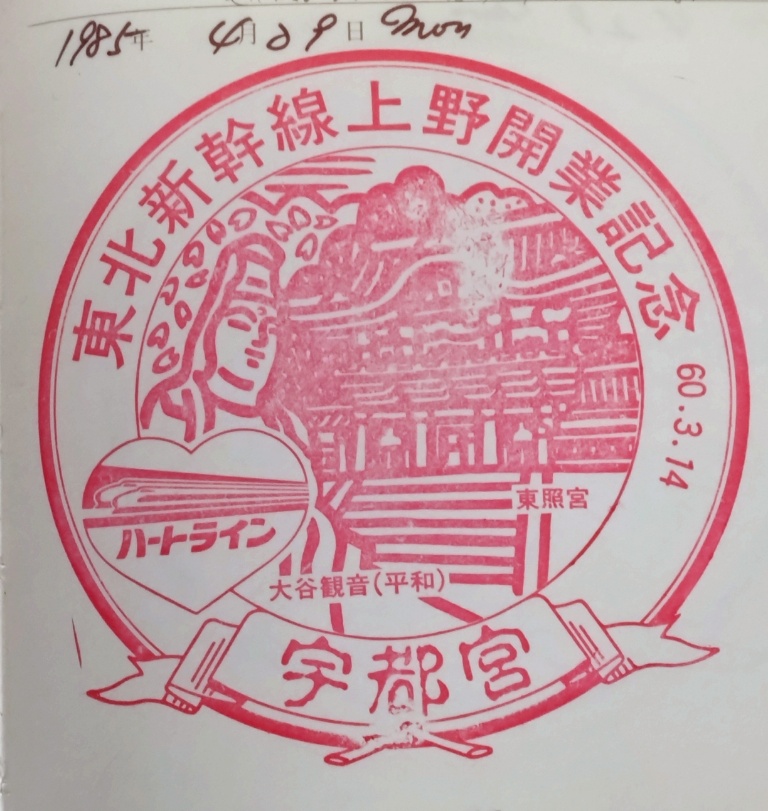 1985年 4月29日 Mon
東北新幹線上野開業記念
60.3.14
東照宮
ハートライン
大谷観音(平和)
宇都宮